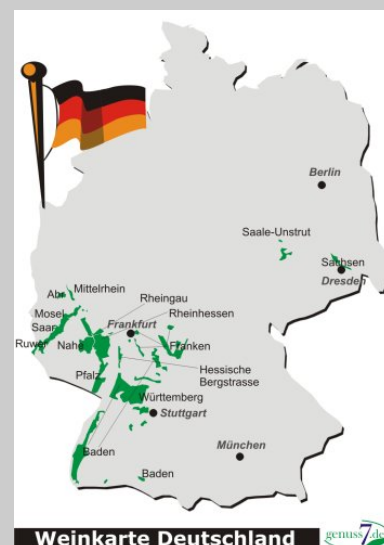 Berlin
Saale-Unstrut
Sachsen
Dresden
Ahr
Mittelrhein
Rheingau
Mosel
Saar
Ruwer
Frankfurt
Rheinhessen
Nahe
Franken
Pfalz
Hessische
Bergstrasse
Württemberg
Stuttgart
Baden
München
Baden
Weinkarte Deutschland
genuss7.de